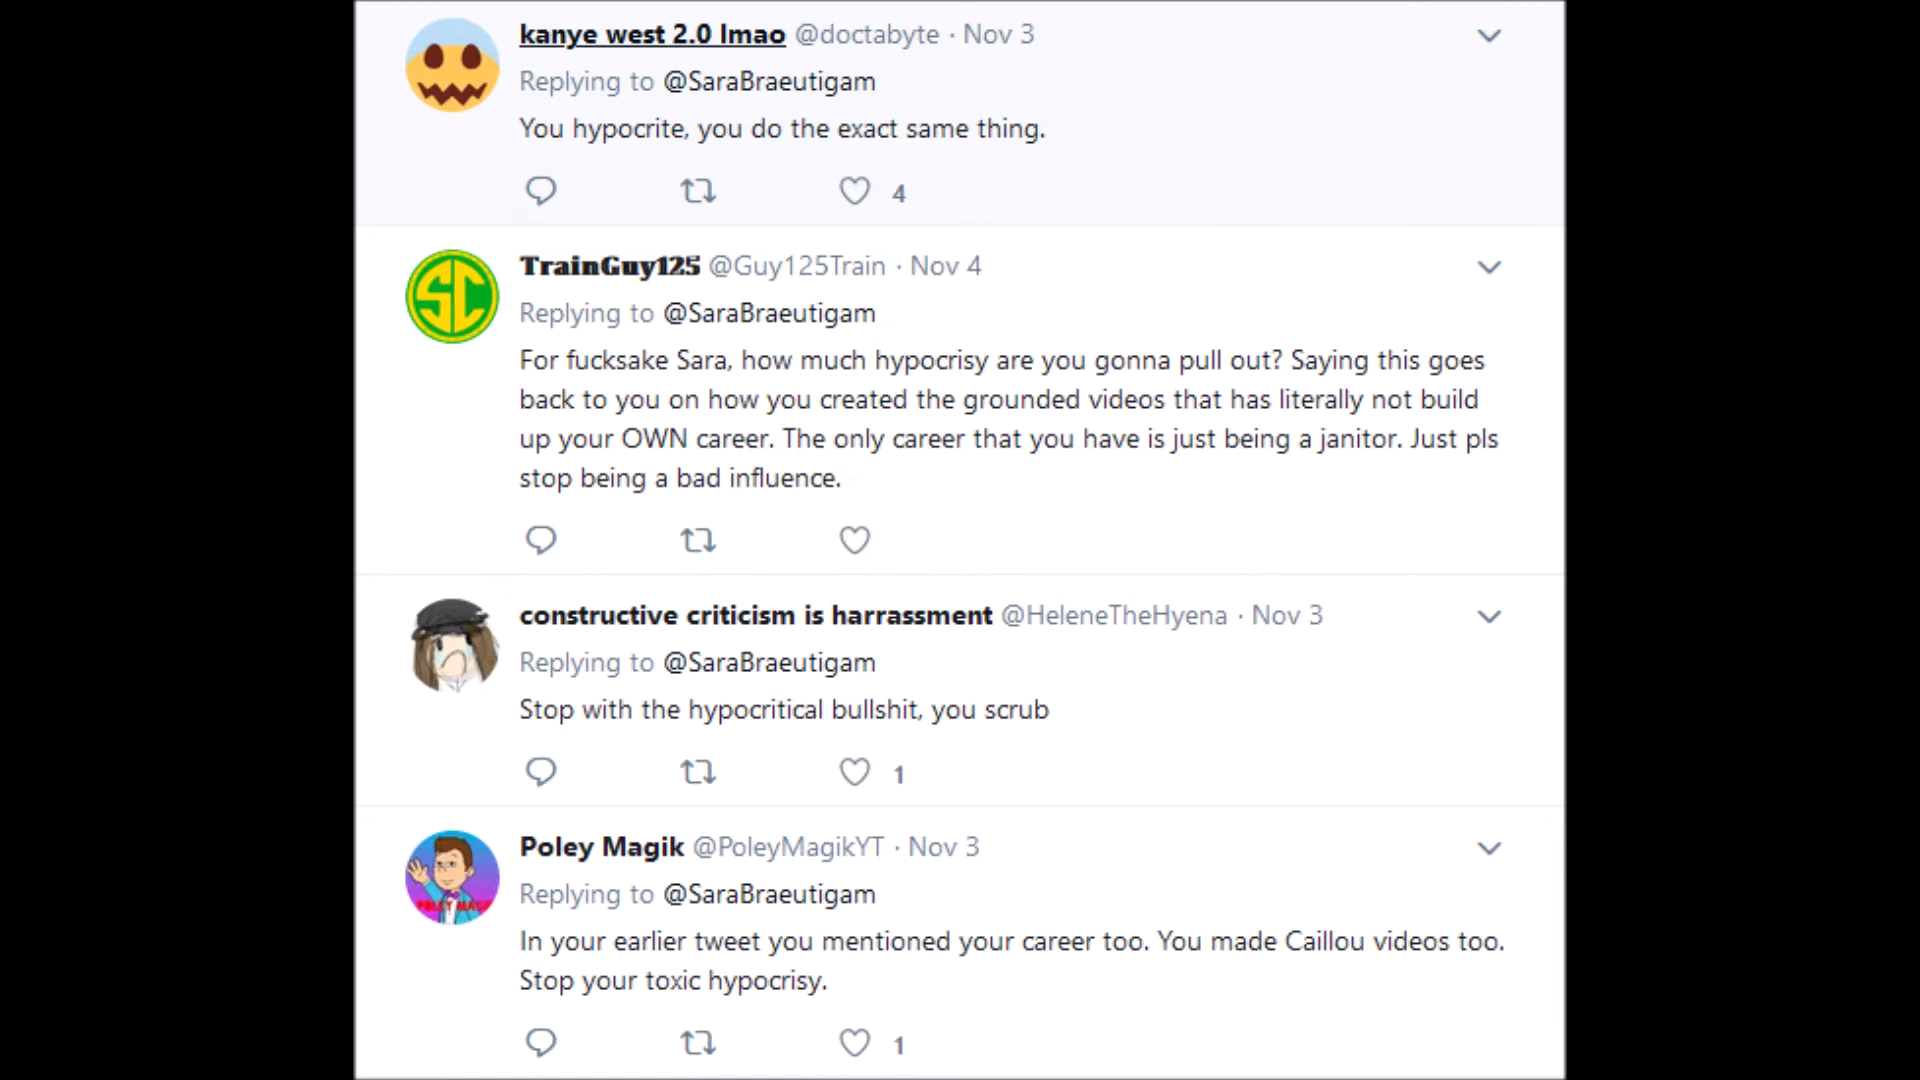 kanye west 2.0 lmao @doctabyte · Nov 3
Replying to @SaraBraeutigam
You hypocrite, you do the exact same thing.
4
SC
TrainGuy125 @Guy125Train · Nov 4
Replying to @SaraBraeutigam
For fucksake Sara, how much hypocrisy are you gonna pull out? Saying this goes
back to you on how you created the grounded videos that has literally not build
up your OWN career. The only career that you have is just being a janitor. Just pls
stop being a bad influence.
constructive criticism is harrassment @HeleneTheHyena · Nov 3
Replying to @SaraBraeutigam
Stop with the hypocritical bullshit, you scrub
1
Poley Magik @PoleyMagikYT · Nov 3
Replying to @SaraBraeutigam
In your earlier tweet you mentioned your career too. You made Caillou videos too.
Stop your toxic hypocrisy.
1